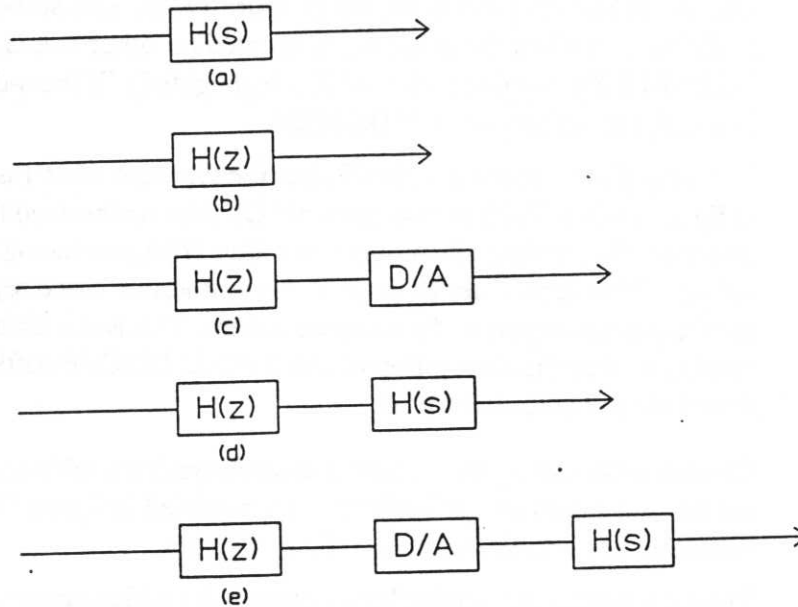 H(s)
(a)
H(z)
(b)
H(z) D/A
(c)
H(z) H(s)
(d)
H(z) D/A H(s)
(e)